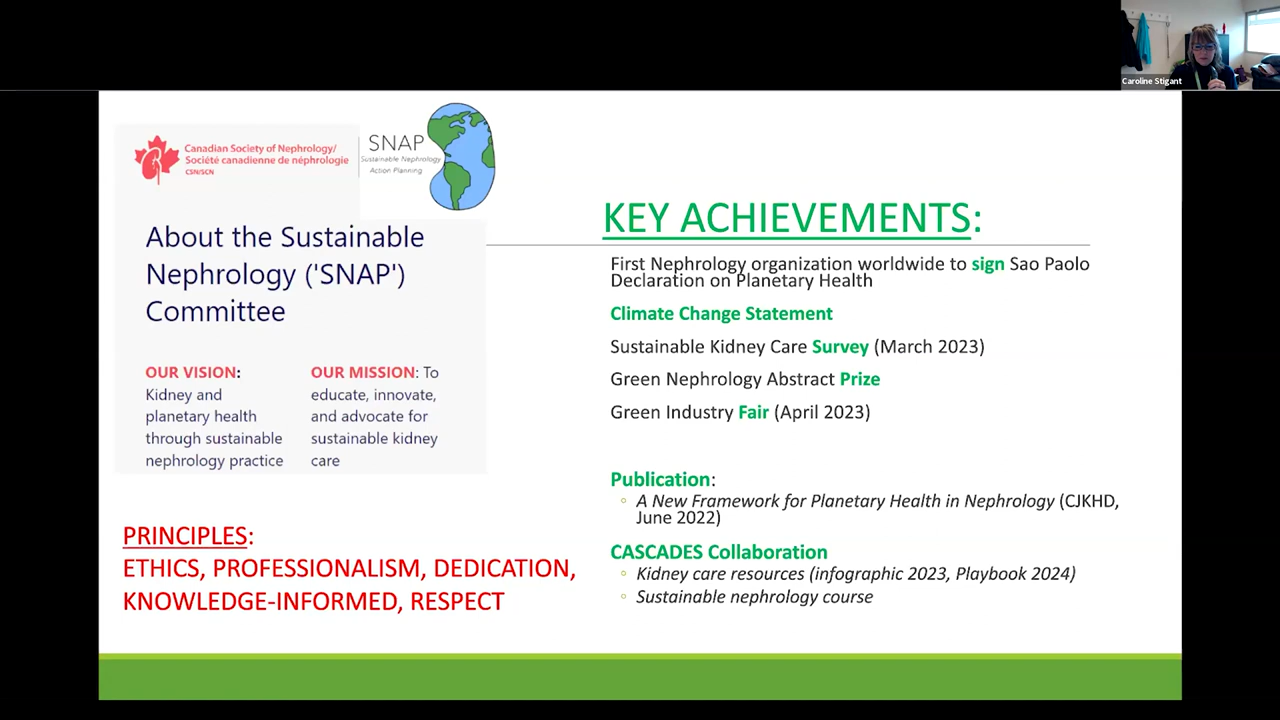 Caroline Stigant
Canadian Society of Nephrology/
Société canadienne de néphrologie
CSN/SCN
SNAP
Sustainable Nephrology
Action Planning
About the Sustainable
Nephrology ('SNAP')
Committee
OUR VISION:
Kidney and
planetary health
through sustainable
nephrology practice
OUR MISSION: To
educate, innovate,
and advocate for
sustainable kidney
care
PRINCIPLES:
ETHICS, PROFESSIONALISM, DEDICATION,
KNOWLEDGE-INFORMED, RESPECT
KEY ACHIEVEMENTS:
First Nephrology organization worldwide to sign Sao Paolo
Declaration on Planetary Health
Climate Change Statement
Sustainable Kidney Care Survey (March 2023)
Green Nephrology Abstract Prize
Green Industry Fair (April 2023)
Publication:
◦ A New Framework for Planetary Health in Nephrology (CJKHD,
June 2022)
CASCADES Collaboration
◦ Kidney care resources (infographic 2023, Playbook 2024)
◦ Sustainable nephrology course